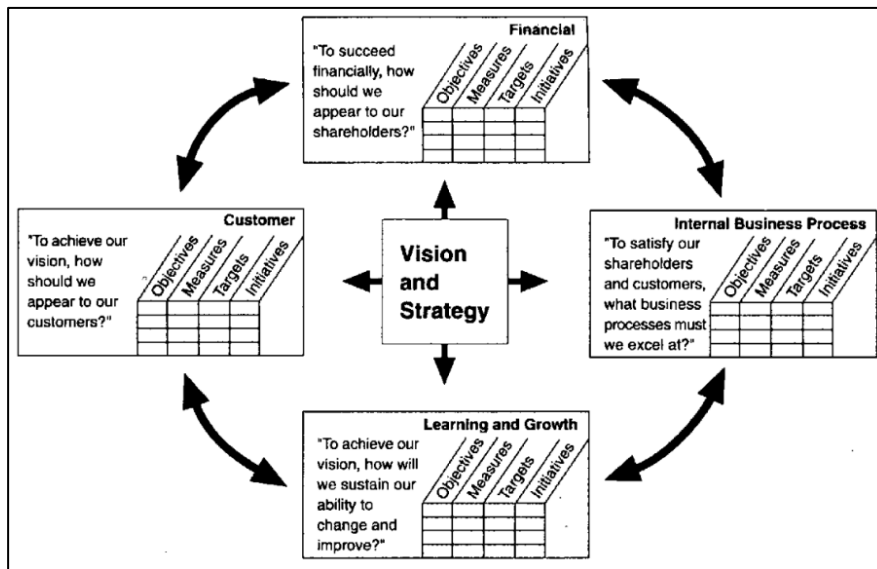 Financial
"To succeed
financially, how
should we
appear to our
shareholders?"
Objectives
Measures
Targets
Initiatives
Customer
"To achieve our
vision, how
should we
appear to our
customers?"
Objectives
Measures
Targets
Initiatives
Vision
and
Strategy
Internal Business Process
"To satisfy our
shareholders
and customers,
what business
processes must
we excel at?"
Objectives
Measures
Targets
Initiatives
Learning and Growth
"To achieve our
vision, how will
we sustain our
ability to
change and
improve?"
Objectives
Measures
Targets
Initiatives